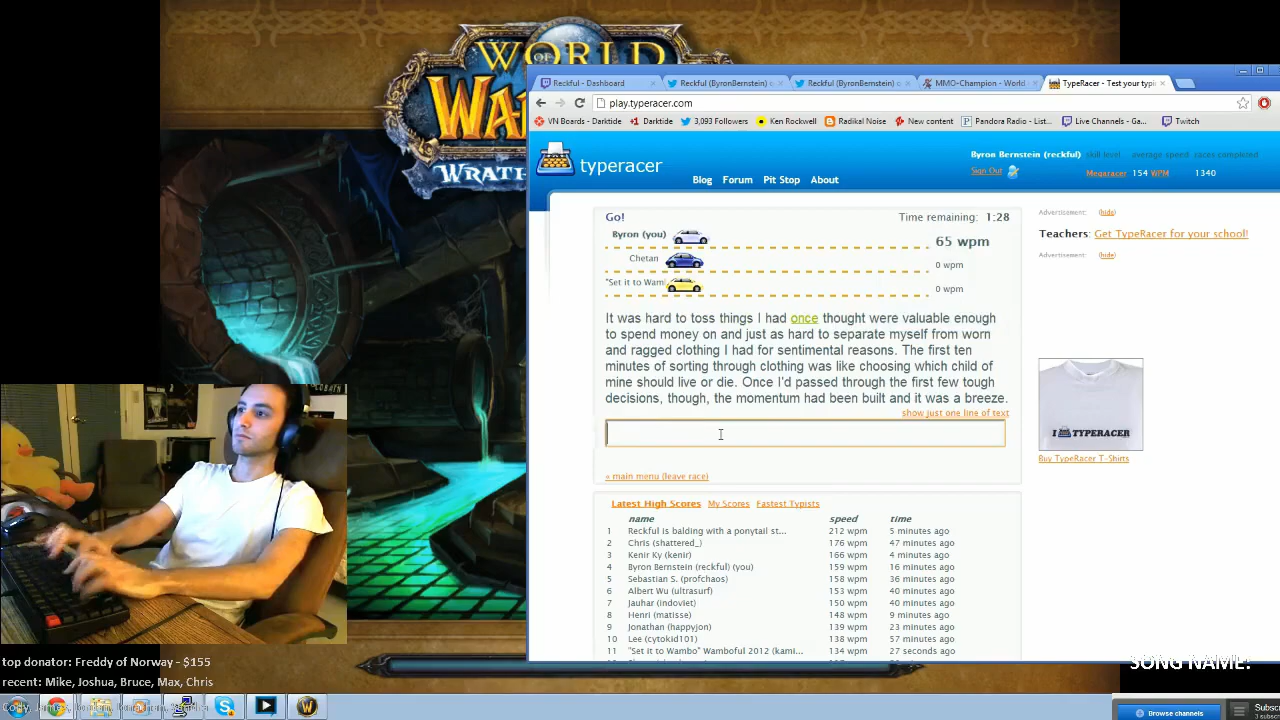 WORLD
OF
WA
WRATH
Reckful - Dashboard
Reckful (ByronBernstein) c
Reckful (ByronBernstein) c
MMO-Champion - World
TypeRacer - Test your typi
play.typeracer.com
VN Boards - Darktide
+1 Darktide
3,093 Followers
Ken Rockwell
Radikal Noise
New content
Pandora Radio - List...
Live Channels - Ga...
Twitch
typeracer
Blog Forum Pit Stop About
Byron Bernstein (reckful) skill level average speed races completed
Sign Out Megaracer 154 WPM 1340
Go! Time remaining: 1:28
Byron (you) 65 wpm
Chetan 0 wpm
"Set it to Wam 0 wpm
It was hard to toss things I had once thought were valuable enough
to spend money on and just as hard to separate myself from worn
and ragged clothing I had for sentimental reasons. The first ten
minutes of sorting through clothing was like choosing which child of
mine should live or die. Once I'd passed through the first few tough
decisions, though, the momentum had been built and it was a breeze.
show just one line of text
« main menu (leave race)
Advertisement: (hide)
Teachers: Get TypeRacer for your school!
Advertisement: (hide)
I TYPERACER
Buy TypeRacer T-Shirts
Latest High Scores My Scores Fastest Typists
name speed time
1 Reckful is balding with a ponytail st... 212 wpm 5 minutes ago
2 Chris (shattered_) 176 wpm 47 minutes ago
3 Kenir Ky (kenir) 166 wpm 4 minutes ago
4 Byron Bernstein (reckful) (you) 159 wpm 16 minutes ago
5 Sebastian S. (profchaos) 158 wpm 36 minutes ago
6 Albert Wu (ultrasurf) 153 wpm 40 minutes ago
7 Jauhar (indoviet) 150 wpm 40 minutes ago
8 Henri (matisse) 148 wpm 9 minutes ago
9 Jonathan (happyjon) 139 wpm 23 minutes ago
10 Lee (cytokid101) 138 wpm 57 minutes ago
11 "Set it to Wambo" Wamboful 2012 (kami... 134 wpm 27 seconds ago
top donator: Freddy of Norway - $155
recent: Mike, Joshua, Bruce, Max, Chris
SONG NAME:
Browse channels
Subsc
3 subsc